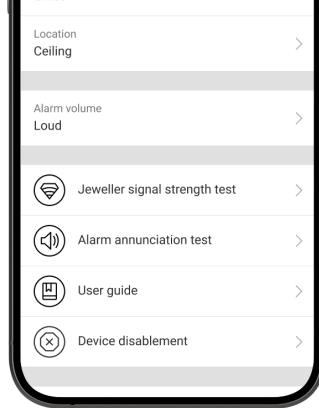 Location
Ceiling
Alarm volume
Loud
Jeweller signal strength test
Alarm annunciation test
User guide
Device disablement